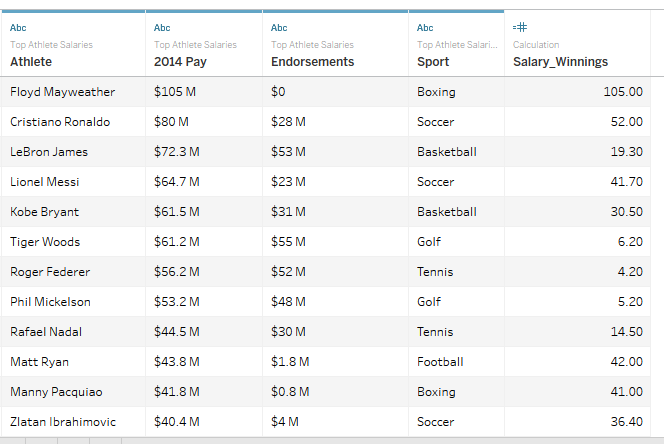 Abc Abc Abc Abc =#
Top Athlete Salaries Top Athlete Salaries Top Athlete Salaries Top Athlete Salari... Calculation
Athlete 2014 Pay Endorsements Sport Salary_Winnings
Floyd Mayweather $105 M $0 Boxing 105.00
Cristiano Ronaldo $80 M $28 M Soccer 52.00
LeBron James $72.3 M $53 M Basketball 19.30
Lionel Messi $64.7 M $23 M Soccer 41.70
Kobe Bryant $61.5 M $31 M Basketball 30.50
Tiger Woods $61.2 M $55 M Golf 6.20
Roger Federer $56.2 M $52 M Tennis 4.20
Phil Mickelson $53.2 M $48 M Golf 5.20
Rafael Nadal $44.5 M $30 M Tennis 14.50
Matt Ryan $43.8 M $1.8 M Football 42.00
Manny Pacquiao $41.8 M $0.8 M Boxing 41.00
Zlatan Ibrahimovic $40.4 M $4 M Soccer 36.40